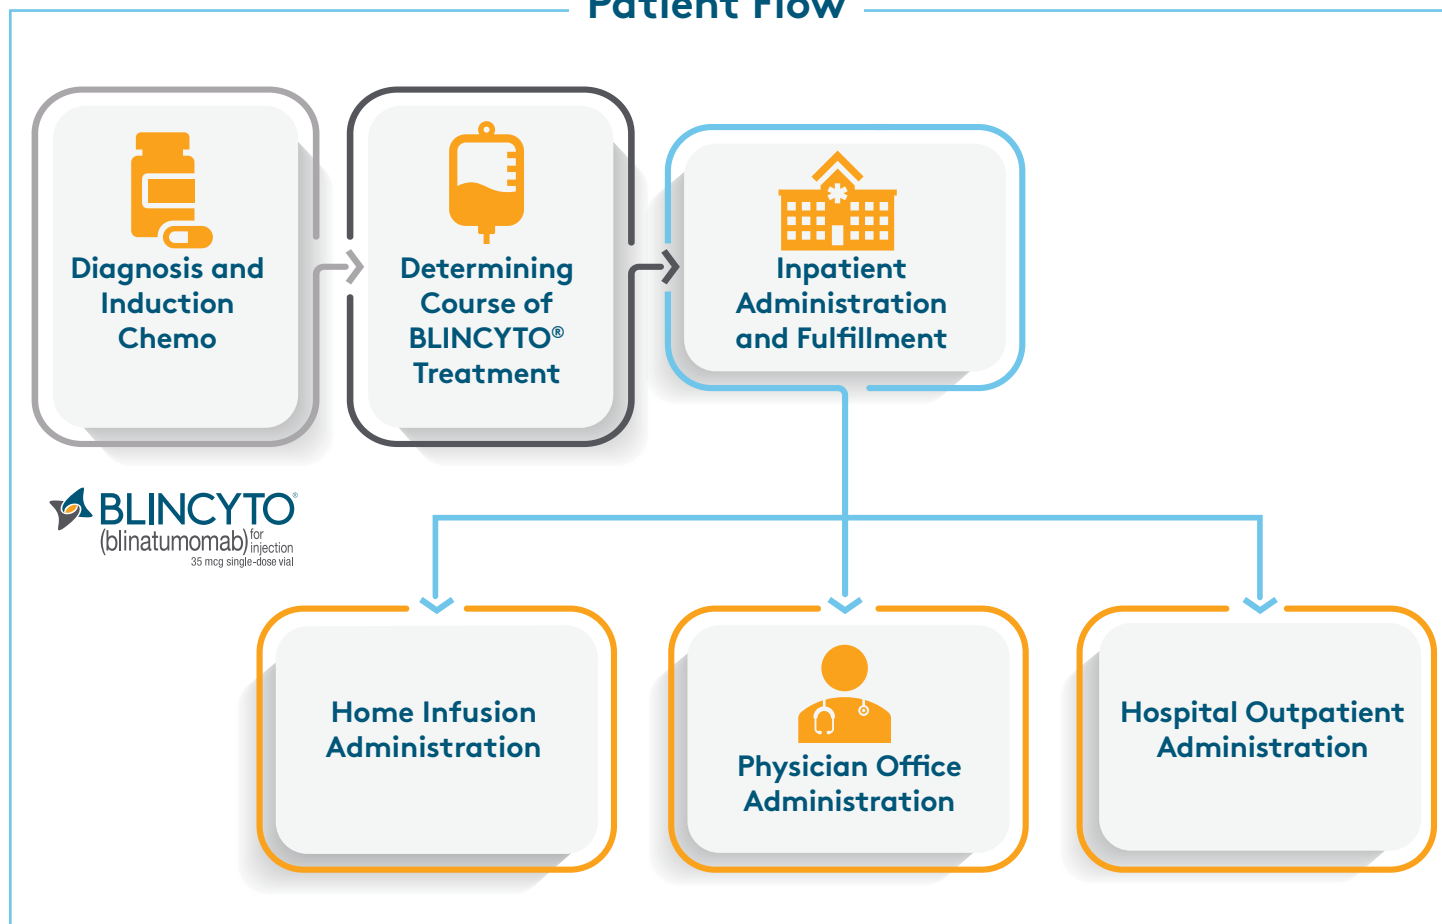 Patient Flow
Diagnosis and
Induction
Chemo
Determining
Course of
BLINCYTO®
Treatment
Inpatient
Administration
and Fulfillment
BLINCYTO®
(blinatumomab) for injection
35 mcg single-dose vial
Home Infusion
Administration
Physician Office
Administration
Hospital Outpatient
Administration